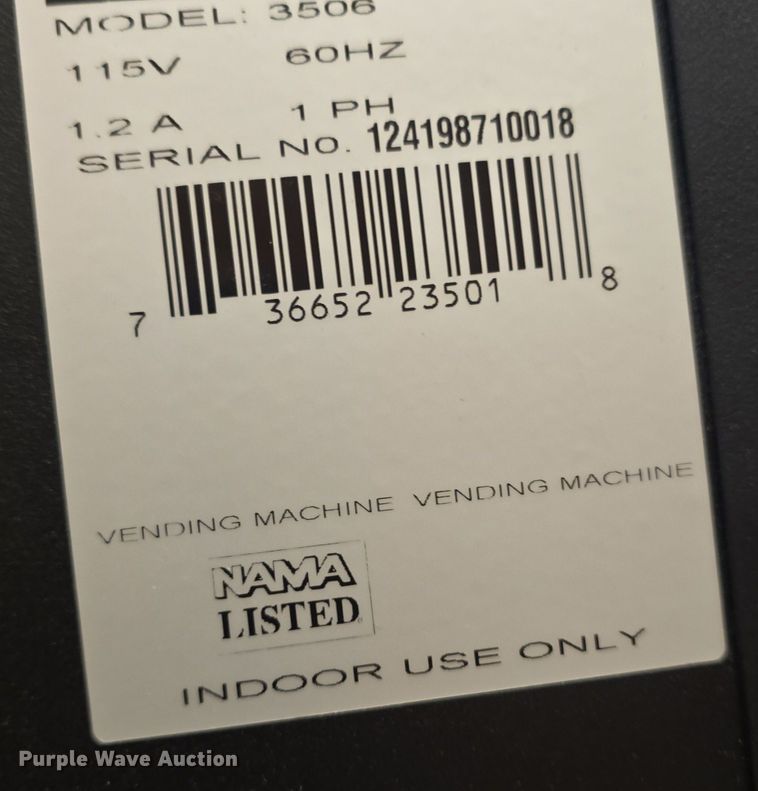 MODEL: 3506
115V 60HZ
1.2 A 1 PH
SERIAL NO. 124198710018
7 36652 23501 8
VENDING MACHINE VENDING MACHINE
NAMA
LISTED
INDOOR USE ONLY
Purple Wave Auction